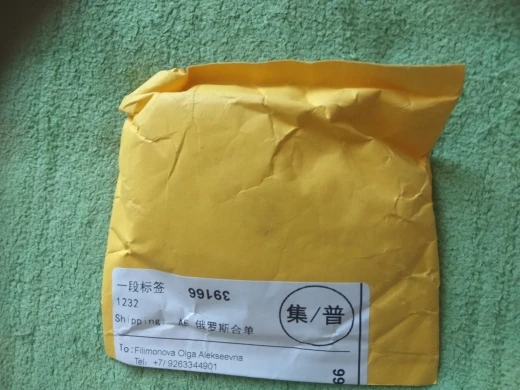 一段标签
39166
1232
集/普
Shipping: AE 俄罗斯合单
To: Filimonova Olga Alekseevna
Tel: +7/ 9263344901
99